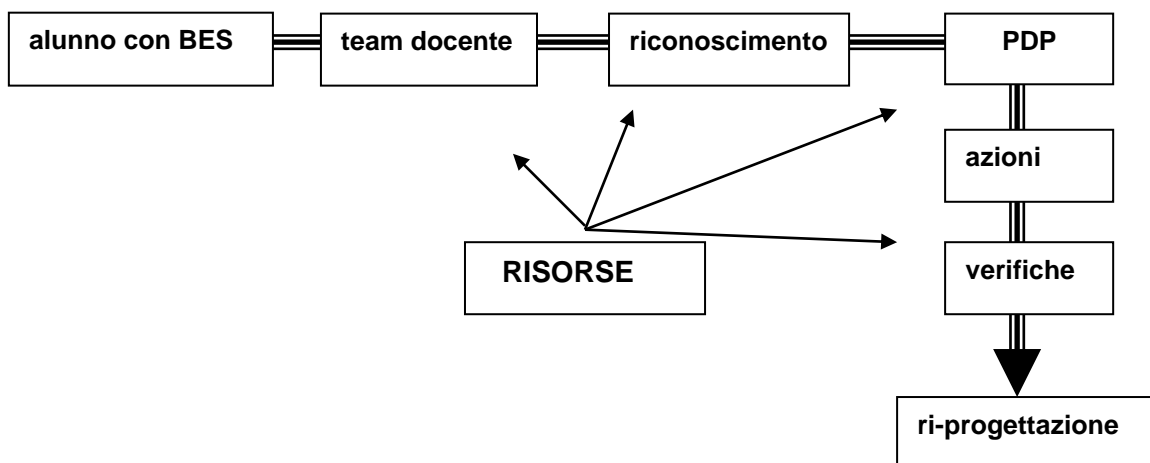 alunno con BES
team docente
riconoscimento
PDP
azioni
RISORSE
verifiche
ri-progettazione